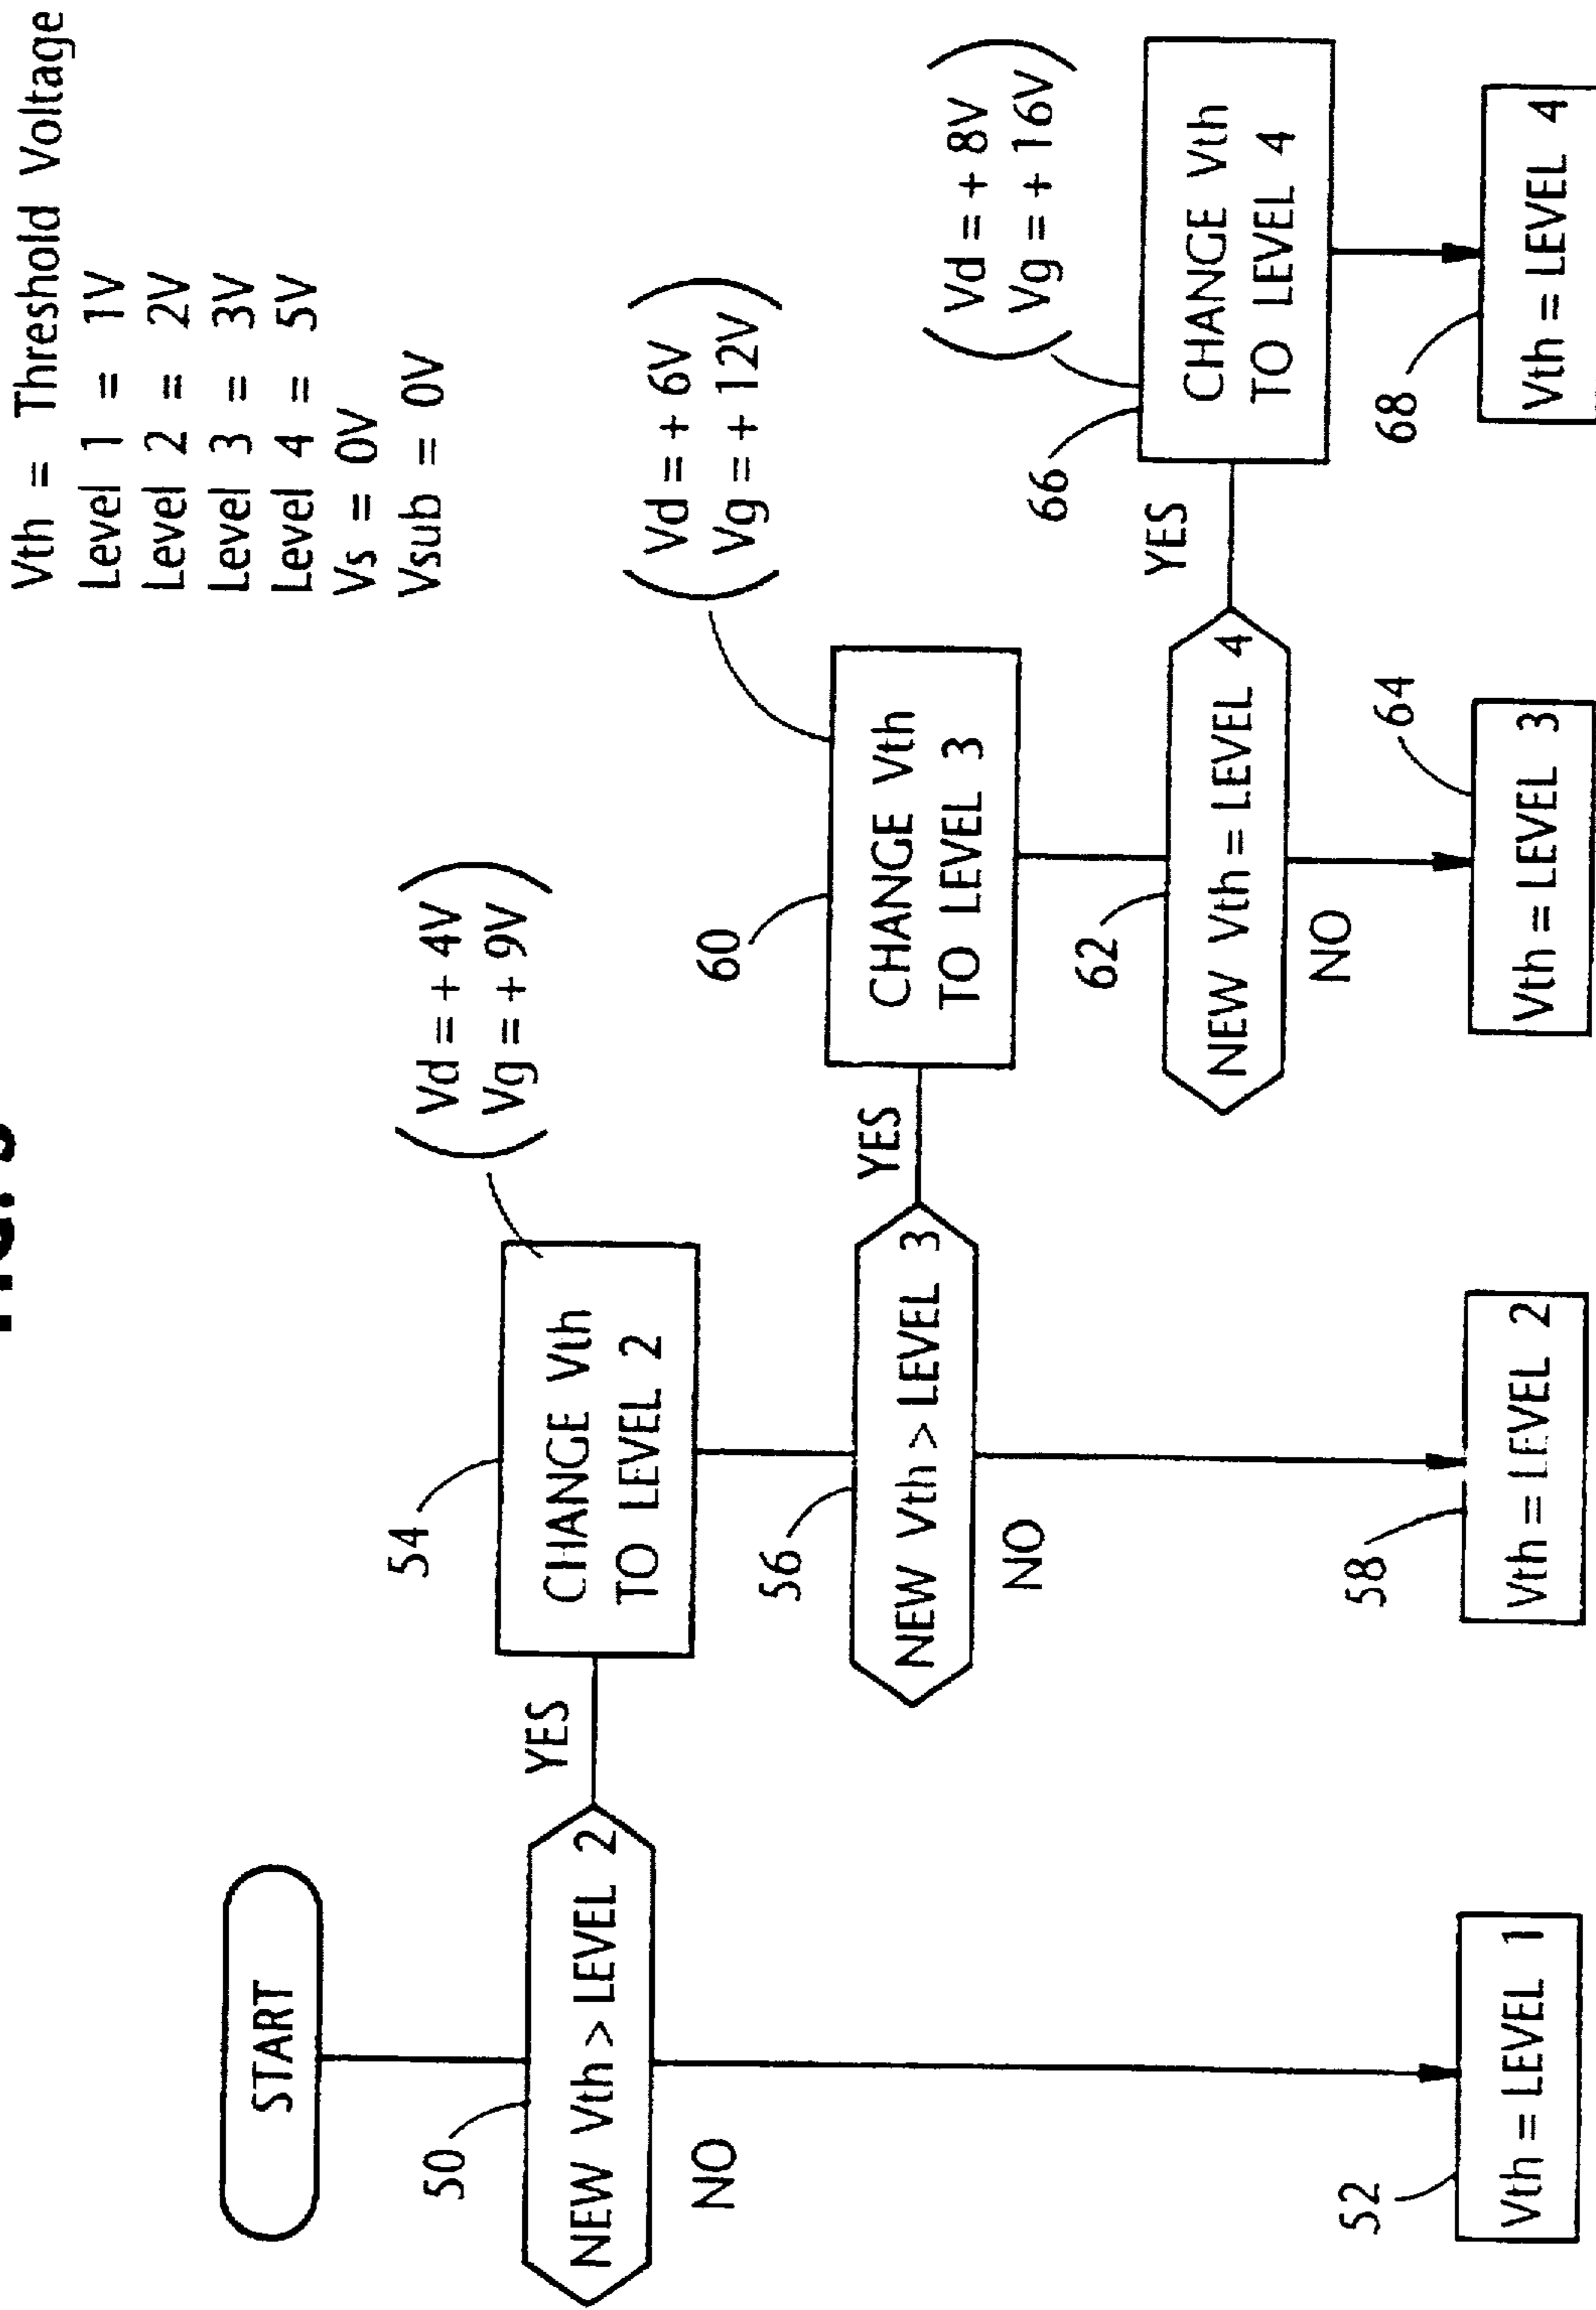 Vth = Threshold Voltage
Level 1 = 1V
Level 2 = 2V
Level 3 = 3V
Level 4 = 5V
Vs = 0V
Vsub = 0V
START
50
NEW Vth > LEVEL 2
YES
NO
52
Vth = LEVEL 1
54
CHANGE Vth
TO LEVEL 2
Vd = + 4V
Vg = + 9V
56
NEW Vth > LEVEL 3
YES
NO
58
Vth = LEVEL 2
60
CHANGE Vth
TO LEVEL 3
Vd = + 6V
Vg = + 12V
62
NEW Vth = LEVEL 4
YES
NO
64
Vth = LEVEL 3
66
CHANGE Vth
TO LEVEL 4
Vd = + 8V
Vg = + 16V
68
Vth = LEVEL 4